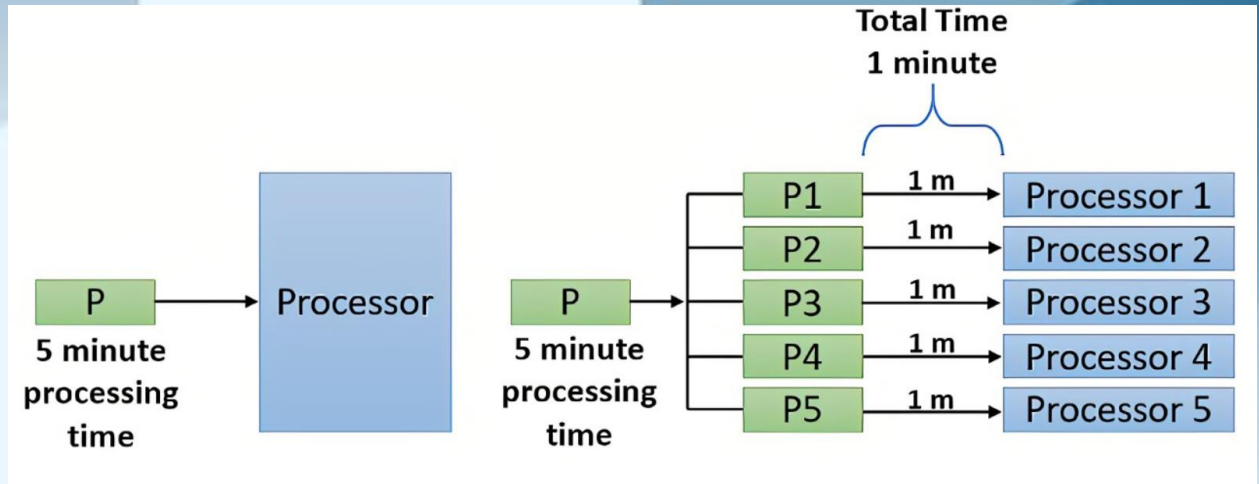 P
Processor
5 minute
processing
time
P
5 minute
processing
time
Total Time
1 minute
P1
1 m
Processor 1
P2
1 m
Processor 2
P3
1 m
Processor 3
P4
1 m
Processor 4
P5
1 m
Processor 5